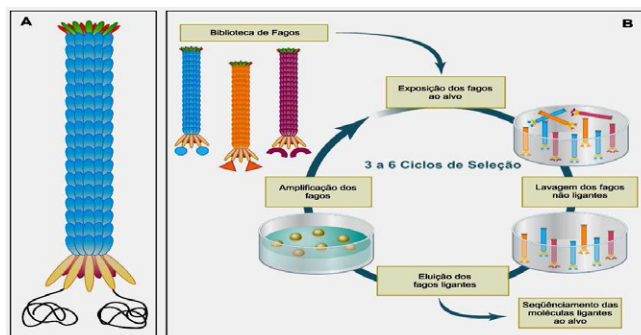 A
B
Biblioteca de Fagos
Exposição dos fagos
ao alvo
3 a 6 Ciclos de Seleção
Amplificação dos
fagos
Lavagem dos fagos
não ligantes
Eluição dos
fagos ligantes
Seqüênciamento das
moléculas ligantes
ao alvo